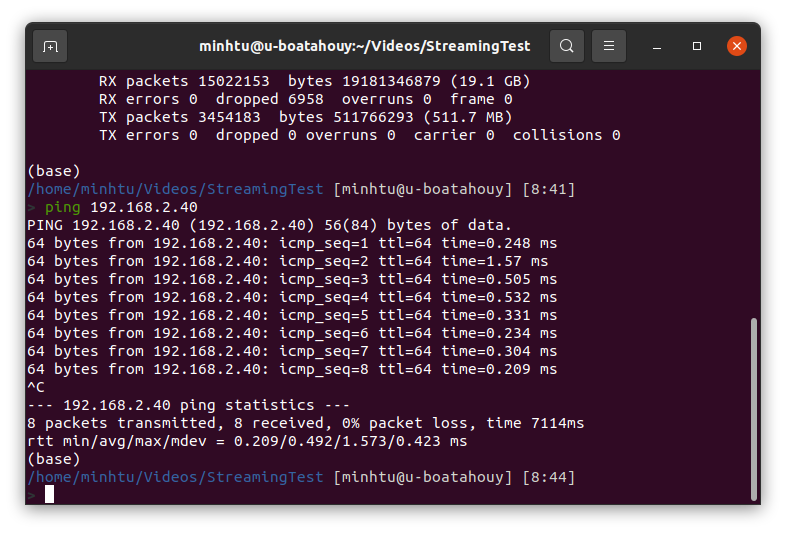 minhtu@u-boatahouy:~/Videos/StreamingTest
RX packets 15022153  bytes 19181346879 (19.1 GB)
RX errors 0  dropped 6958  overruns 0  frame 0
TX packets 3454183  bytes 511766293 (511.7 MB)
TX errors 0  dropped 0 overruns 0  carrier 0  collisions 0
(base)
/home/minhtu/Videos/StreamingTest [minhtu@u-boatahouy] [8:41]
> ping 192.168.2.40
PING 192.168.2.40 (192.168.2.40) 56(84) bytes of data.
64 bytes from 192.168.2.40: icmp_seq=1 ttl=64 time=0.248 ms
64 bytes from 192.168.2.40: icmp_seq=2 ttl=64 time=1.57 ms
64 bytes from 192.168.2.40: icmp_seq=3 ttl=64 time=0.505 ms
64 bytes from 192.168.2.40: icmp_seq=4 ttl=64 time=0.532 ms
64 bytes from 192.168.2.40: icmp_seq=5 ttl=64 time=0.331 ms
64 bytes from 192.168.2.40: icmp_seq=6 ttl=64 time=0.234 ms
64 bytes from 192.168.2.40: icmp_seq=7 ttl=64 time=0.304 ms
64 bytes from 192.168.2.40: icmp_seq=8 ttl=64 time=0.209 ms
^C
--- 192.168.2.40 ping statistics ---
8 packets transmitted, 8 received, 0% packet loss, time 7114ms
rtt min/avg/max/mdev = 0.209/0.492/1.573/0.423 ms
(base)
/home/minhtu/Videos/StreamingTest [minhtu@u-boatahouy] [8:44]
>